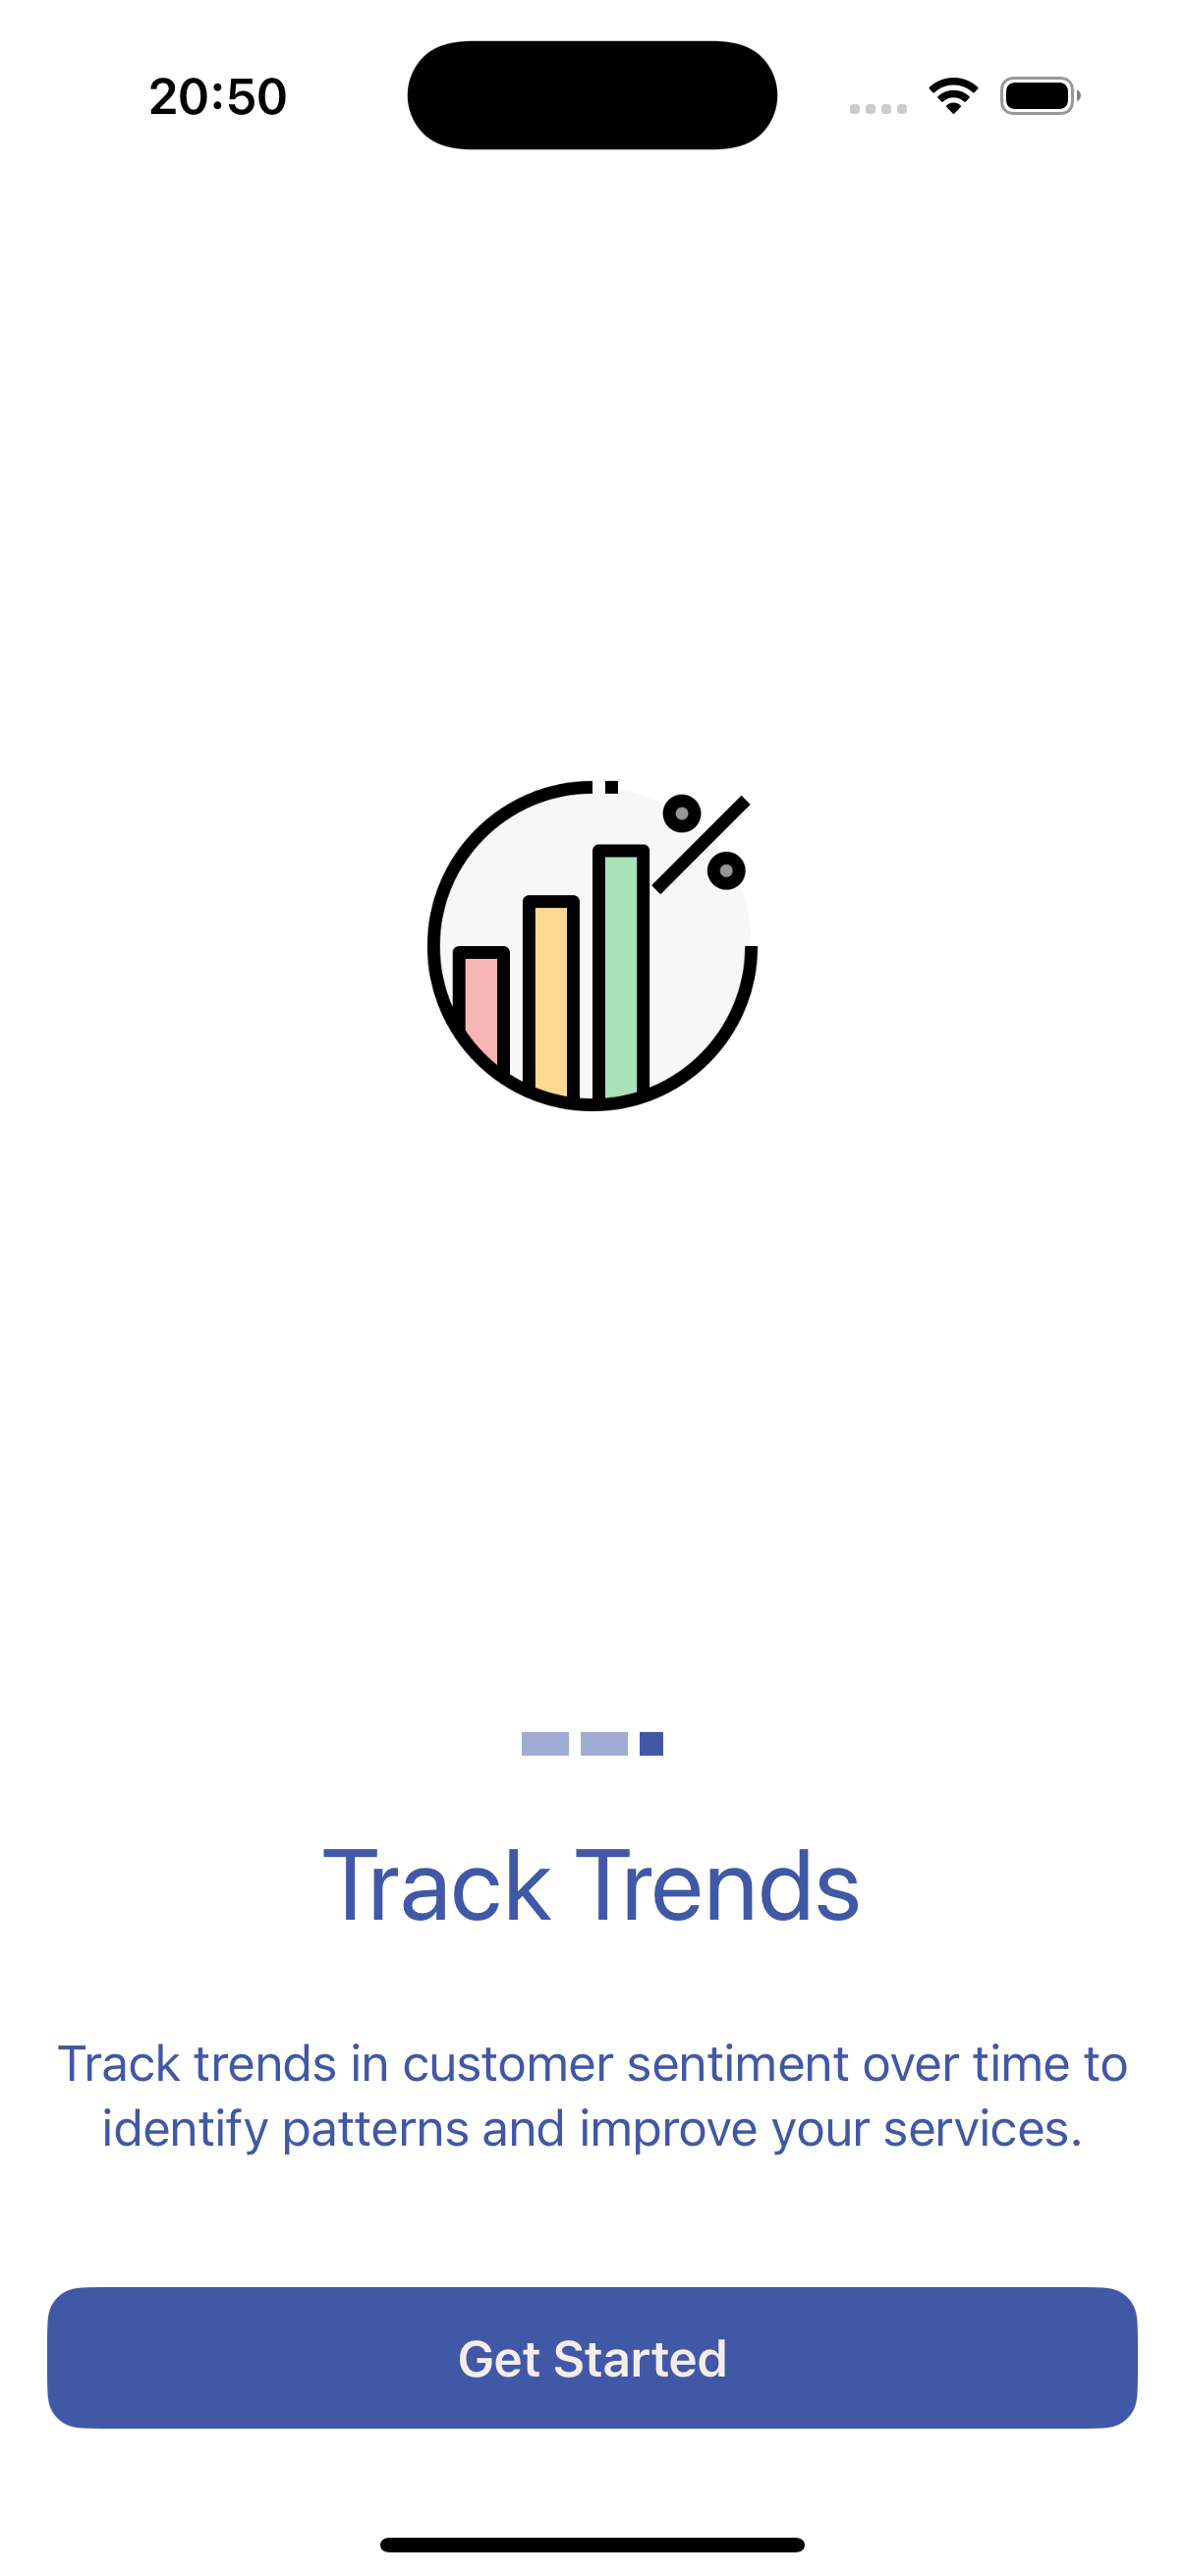 20:50
Track Trends
Track trends in customer sentiment over time to
identify patterns and improve your services.
Get Started